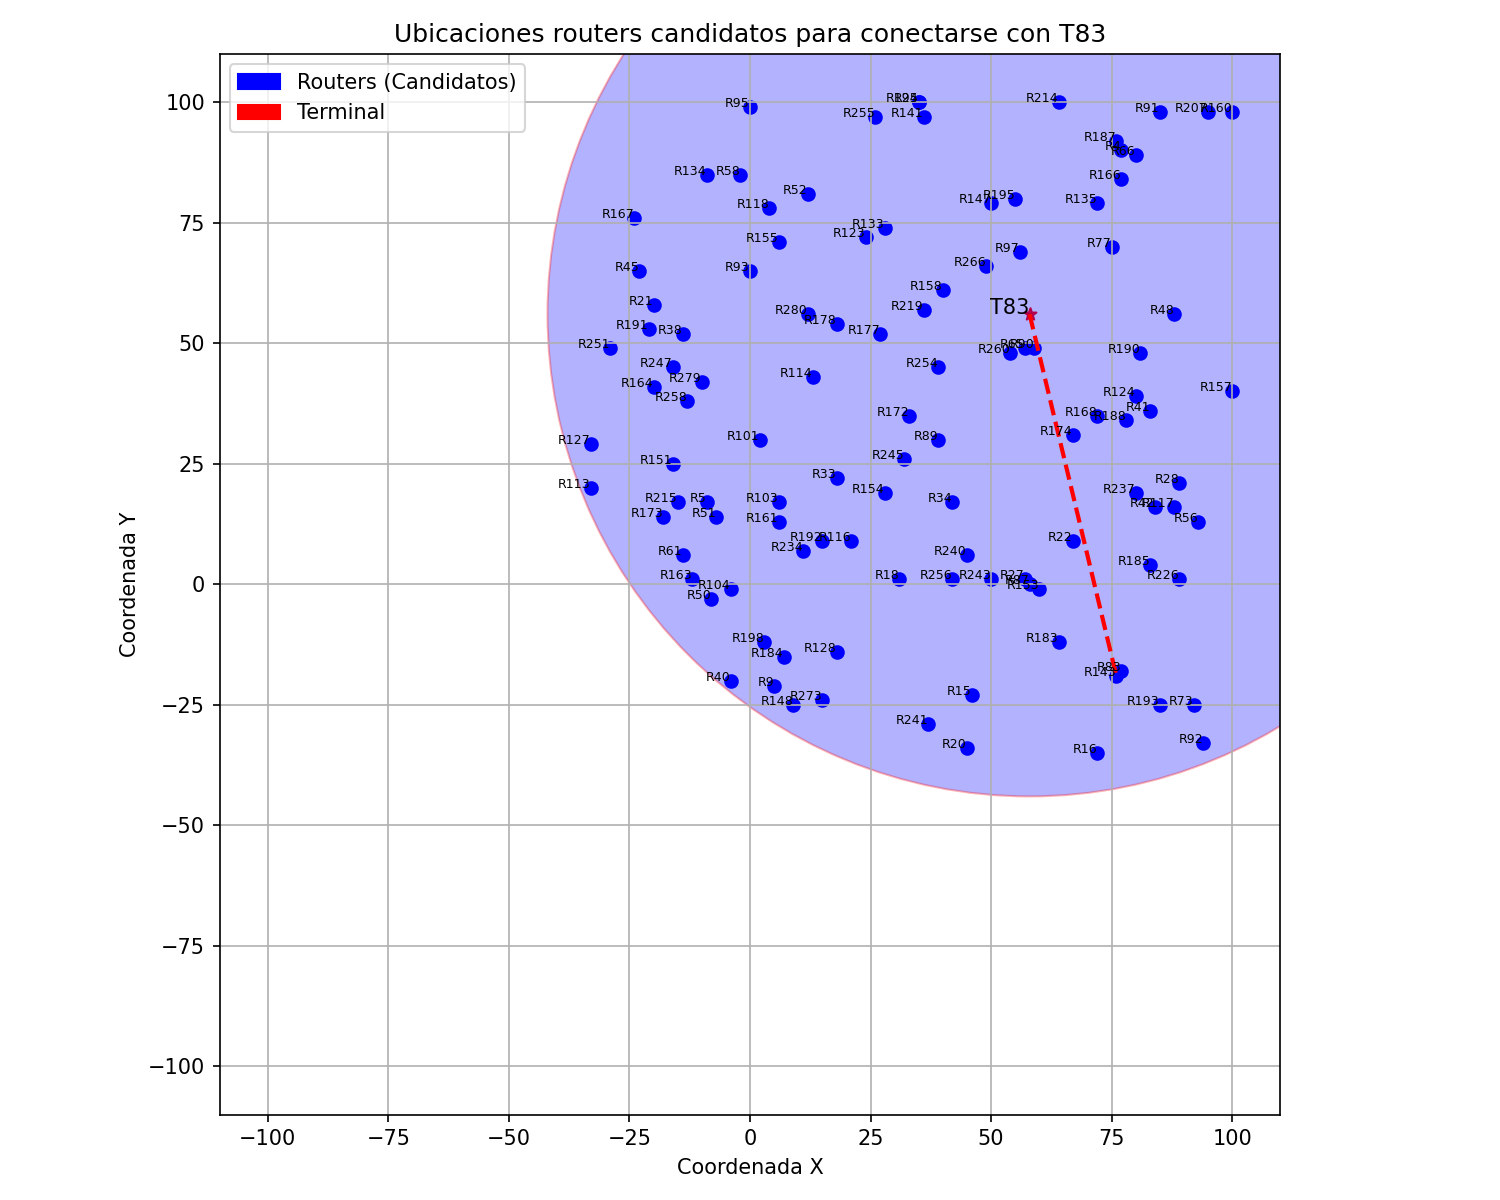 Ubicaciones routers candidatos para conectarse con T83
Routers (Candidatos)
Terminal
R214
R255
R141
R95
R91
R207
R160
R187
R166
R134
R58
R52
R118
R147
R195
R135
R167
R133
R123
R155
R97
R77
R266
R45
R93
R158
R21
R219
R280
T83
R48
R178
R191
R38
R177
R251
R260
R190
R247
R254
R279
R114
R164
R258
R124
R157
R172
R168
R41
R188
R174
R127
R101
R89
R245
R151
R33
R28
R113
R154
R237
R215
R5
R103
R34
R117
R173
R51
R161
R56
R192
R116
R22
R234
R61
R240
R185
R163
R18
R256
R243
R27
R226
R104
R50
R198
R183
R128
R184
R40
R9
R15
R273
R148
R193
R73
R241
R20
R92
R16
100
75
50
25
0
−25
−50
−75
−100
−100
−75
−50
−25
0
25
50
75
100
Coordenada X
Coordenada Y